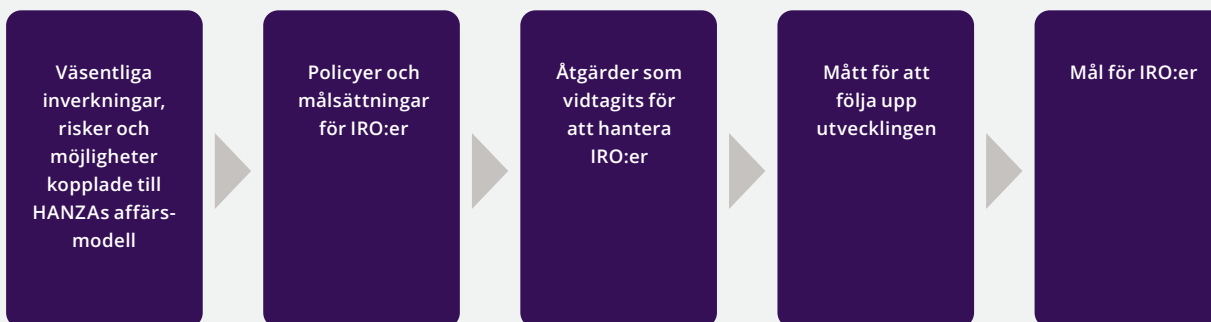 Väsentliga
inverkningar,
risker och
möjligheter
kopplade till
HANZAs affärs-
modell
Policyer och
målsättningar
för IRO:er
Åtgärder som
vidtagits för
att hantera
IRO:er
Mått för att
följa upp
utvecklingen
Mål för IRO:er